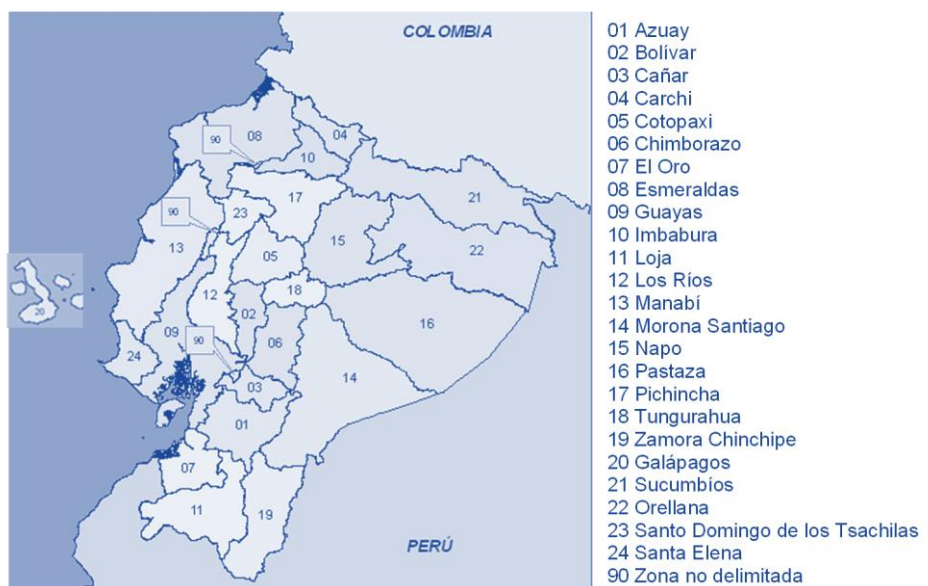 COLOMBIA
08
04
90
10
21
17
23
90
15
22
13
05
18
12
20
02
16
09
06
90
24
14
03
01
07
11
19
PERÚ
01 Azuay
02 Bolívar
03 Cañar
04 Carchi
05 Cotopaxi
06 Chimborazo
07 El Oro
08 Esmeraldas
09 Guayas
10 Imbabura
11 Loja
12 Los Ríos
13 Manabí
14 Morona Santiago
15 Napo
16 Pastaza
17 Pichincha
18 Tungurahua
19 Zamora Chinchipe
20 Galápagos
21 Sucumbíos
22 Orellana
23 Santo Domingo de los Tsachilas
24 Santa Elena
90 Zona no delimitada